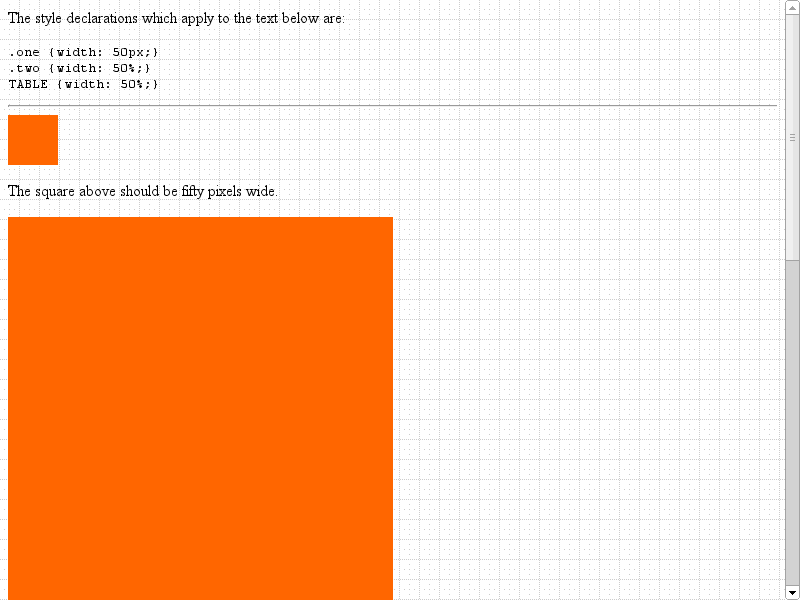 The style declarations which apply to the text below are:
.one {width: 50px;}
.two {width: 50%;}
TABLE {width: 50%;}
The square above should be fifty pixels wide.